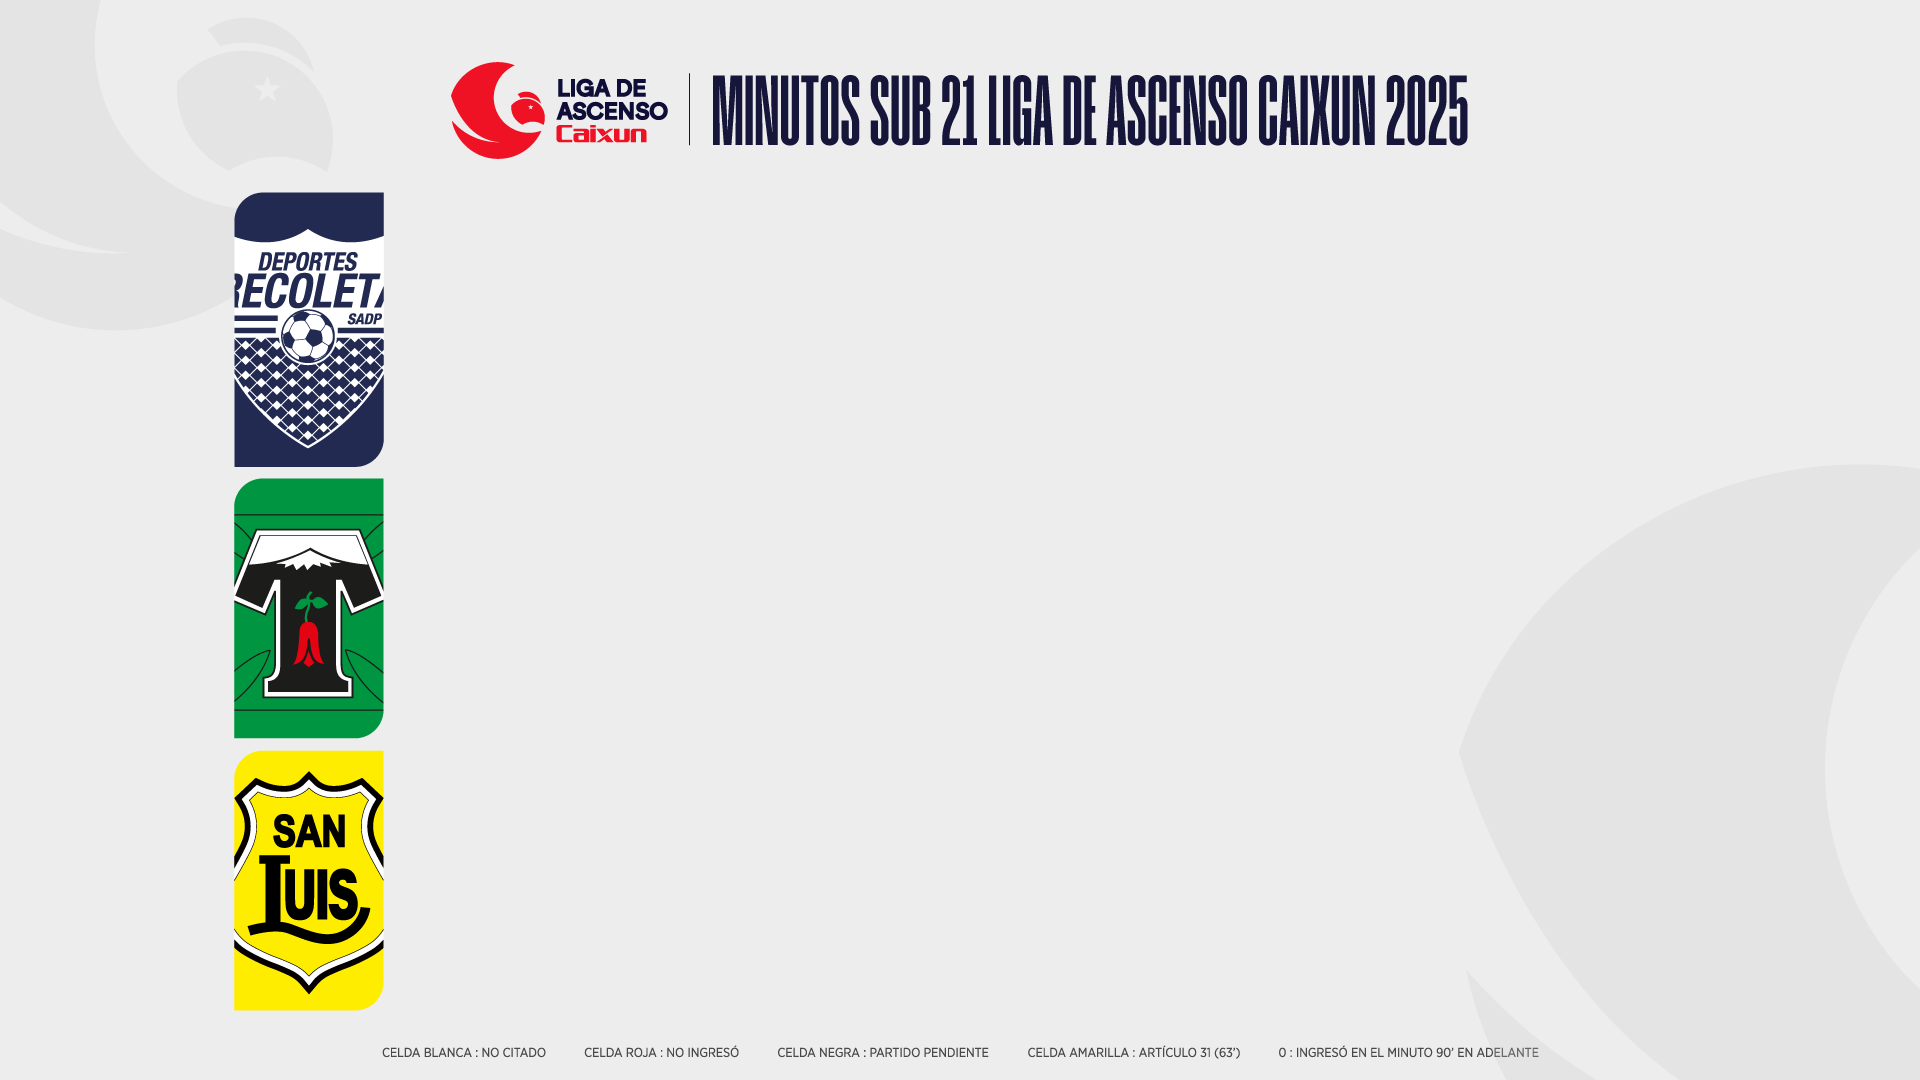 LIGA DE
ASCENSO
Caixun
MINUTOS SUB 21 LIGA DE ASCENSO CAIXUN 2025
DEPORTES
RECOLETA
SADP
SAN
LUIS
CELDA BLANCA : NO CITADO CELDA ROJA : NO INGRESÓ CELDA NEGRA : PARTIDO PENDIENTE CELDA AMARILLA : ARTÍCULO 31 (63’) 0 : INGRESÓ EN EL MINUTO 90’ EN ADELANTE